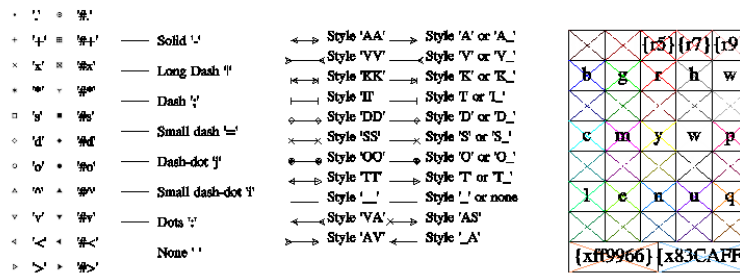 '.' '#.'
'+' '#+'
'x' '#x'
'*' '#*'
's' '#s'
'd' '#d'
'o' '#o'
'^' '#^'
'v' '#v'
'<' '#<'
'>' '#>'
Solid '-'
Long Dash '|'
Dash ';'
Small dash '='
Dash-dot 'j'
Small dash-dot 'i'
Dots ':'
None ' '
Style 'AA' Style 'A' or 'A_'
Style 'VV' Style 'V' or 'V_'
Style 'KK' Style 'K' or 'K_'
Style 'II' Style 'I' or 'I_'
Style 'DD' Style 'D' or 'D_'
Style 'SS' Style 'S' or 'S_'
Style 'OO' Style 'O' or 'O_'
Style 'TT' Style 'T' or 'T_'
Style '__' Style '_' or none
Style 'VA' Style 'AS'
Style 'AV' Style '_A'
{r5} {r7} {r9
b g r h w
c m y w p
l e n u q
{xff9966} {x83CAFF